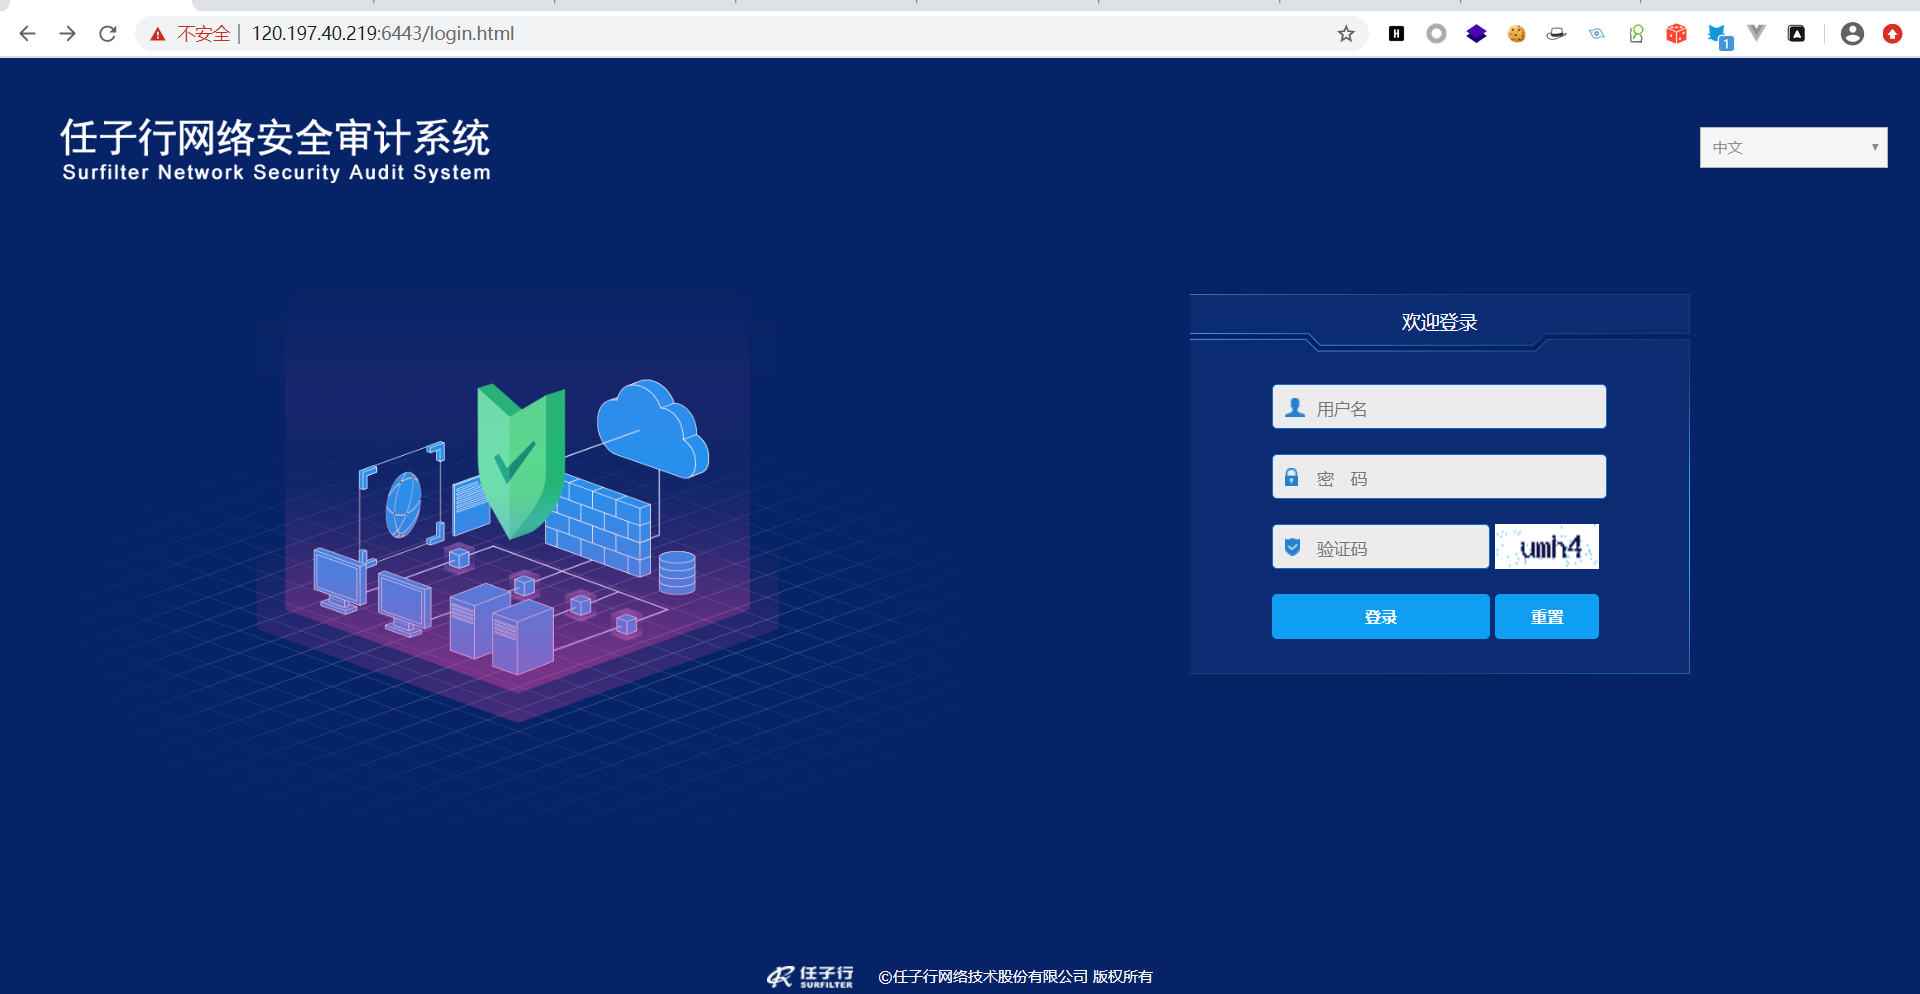 不安全 120.197.40.219:6443/login.html
1
任子行网络安全审计系统
Surfilter Network Security Audit System
中文
欢迎登录
用户名
密 码
验证码
umh4
登录 重置
任子行
SURFILTER
©任子行网络技术股份有限公司 版权所有